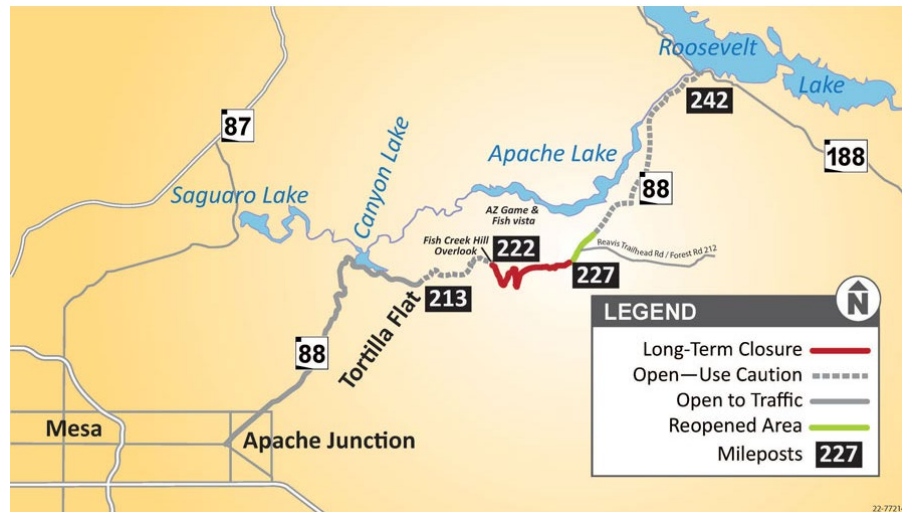 Roosevelt
Lake
242
87
188
Canyon Lake
Apache Lake
88
Saguaro Lake
AZ Game &
Fish vista
Fish Creek Hill
Overlook
222
Reavis Trailhead Rd / Forest Rd 212
227
213
Tortilla Flat
88
Mesa
Apache Junction
N
LEGEND
Long-Term Closure
Open—Use Caution
Open to Traffic
Reopened Area
Mileposts 227